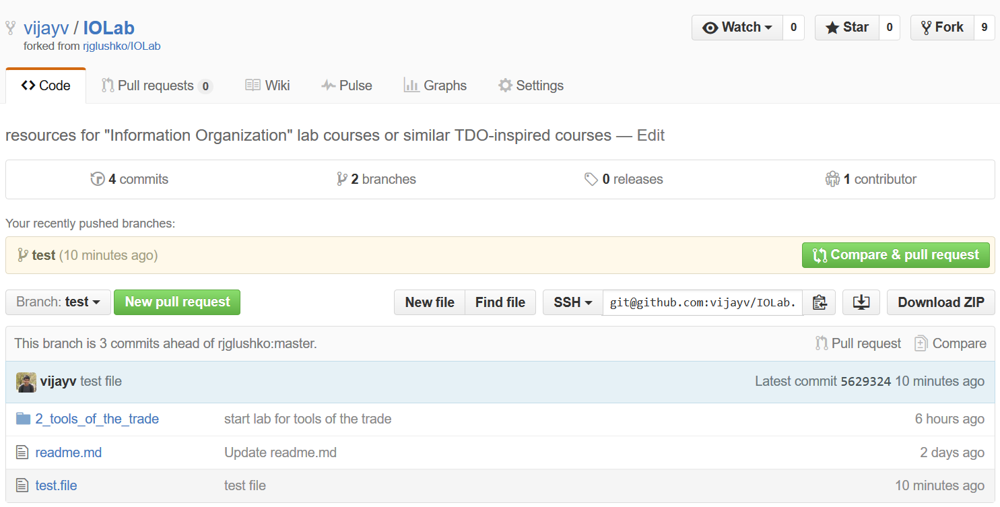 vijayv / IOLab
forked from rjglushko/IOLab
Watch 0 Star 0 Fork 9
Code Pull requests 0 Wiki Pulse Graphs Settings
resources for "Information Organization" lab courses or similar TDO-inspired courses — Edit
4 commits 2 branches 0 releases 1 contributor
Your recently pushed branches:
test (10 minutes ago) Compare & pull request
Branch: test New pull request New file Find file SSH git@github.com:vijayv/IOLab. Download ZIP
This branch is 3 commits ahead of rjglushko:master. Pull request Compare
vijayv test file Latest commit 5629324 10 minutes ago
2_tools_of_the_trade start lab for tools of the trade 6 hours ago
readme.md Update readme.md 2 days ago
test.file test file 10 minutes ago